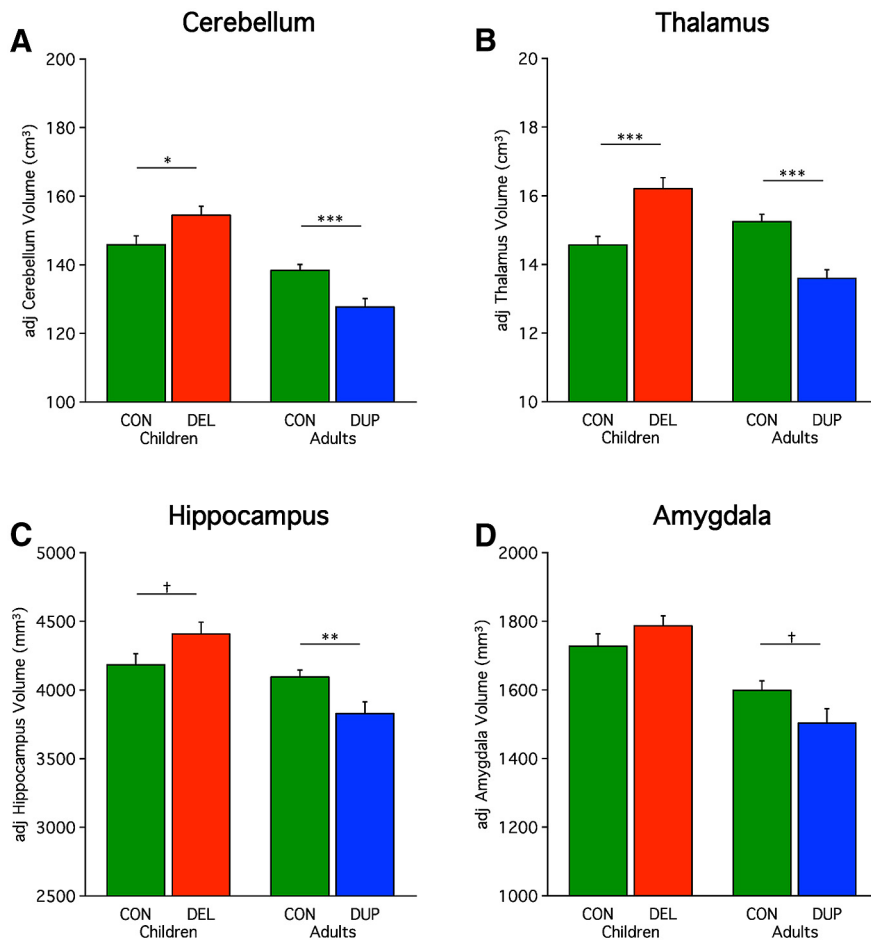 Cerebellum
A
adj Cerebellum Volume (cm³)
200
180
160
140
120
100
*
***
CON DEL CON DUP
Children Adults
Thalamus
B
adj Thalamus Volume (cm³)
20
18
16
14
12
10
***
***
CON DEL CON DUP
Children Adults
Hippocampus
C
adj Hippocampus Volume (mm³)
5000
4500
4000
3500
3000
2500
†
**
CON DEL CON DUP
Children Adults
Amygdala
D
adj Amygdala Volume (mm³)
2000
1800
1600
1400
1200
1000
†
CON DEL CON DUP
Children Adults